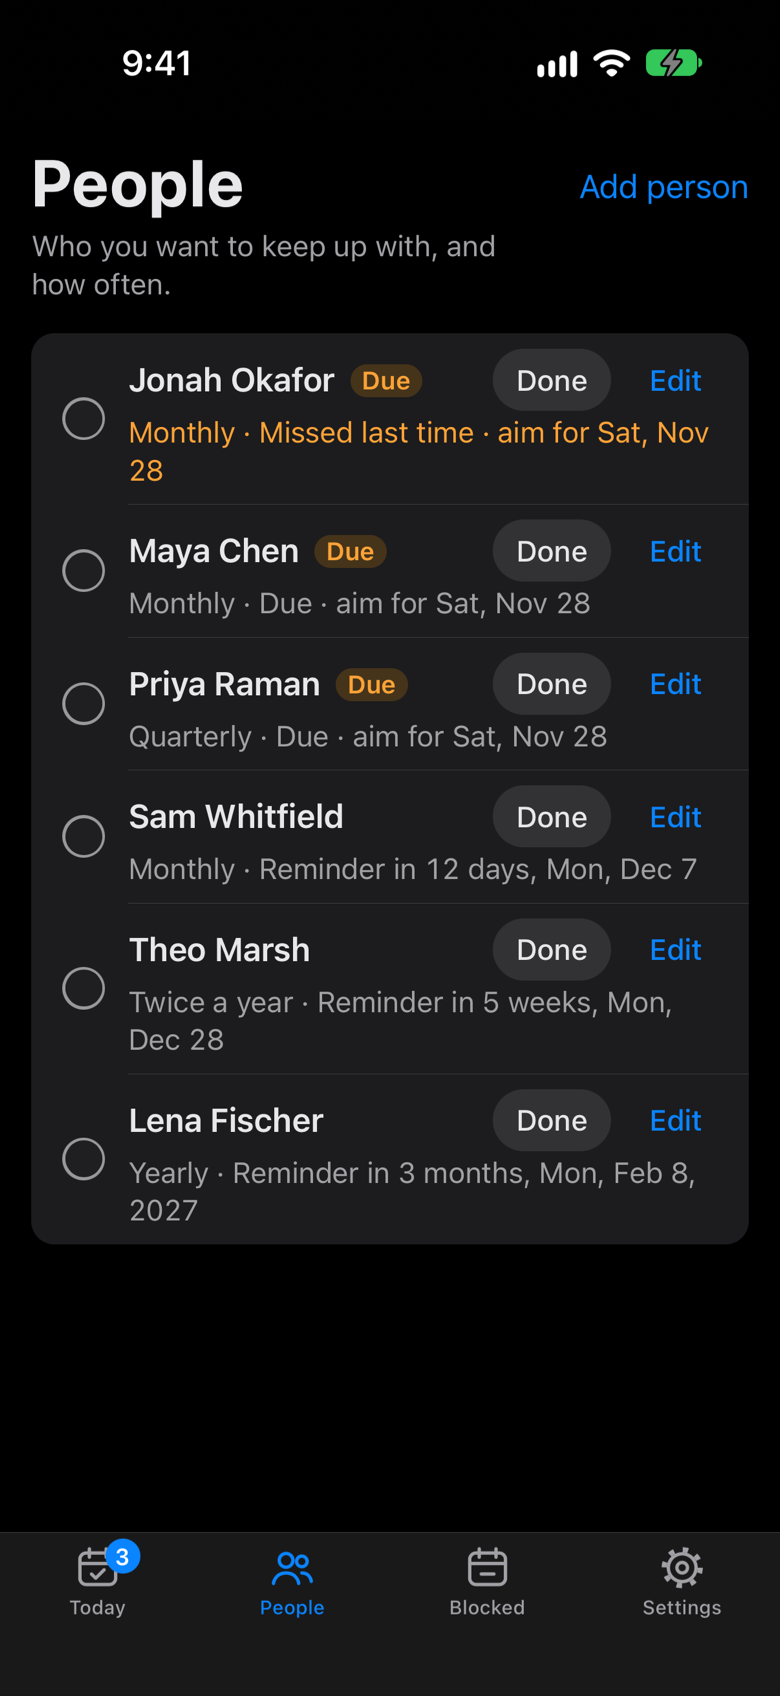 9:41
People
Add person
Who you want to keep up with, and
how often.
Jonah Okafor Due Done Edit
Monthly · Missed last time · aim for Sat, Nov
28
Maya Chen Due Done Edit
Monthly · Due · aim for Sat, Nov 28
Priya Raman Due Done Edit
Quarterly · Due · aim for Sat, Nov 28
Sam Whitfield Done Edit
Monthly · Reminder in 12 days, Mon, Dec 7
Theo Marsh Done Edit
Twice a year · Reminder in 5 weeks, Mon,
Dec 28
Lena Fischer Done Edit
Yearly · Reminder in 3 months, Mon, Feb 8,
2027
3
Today People Blocked Settings